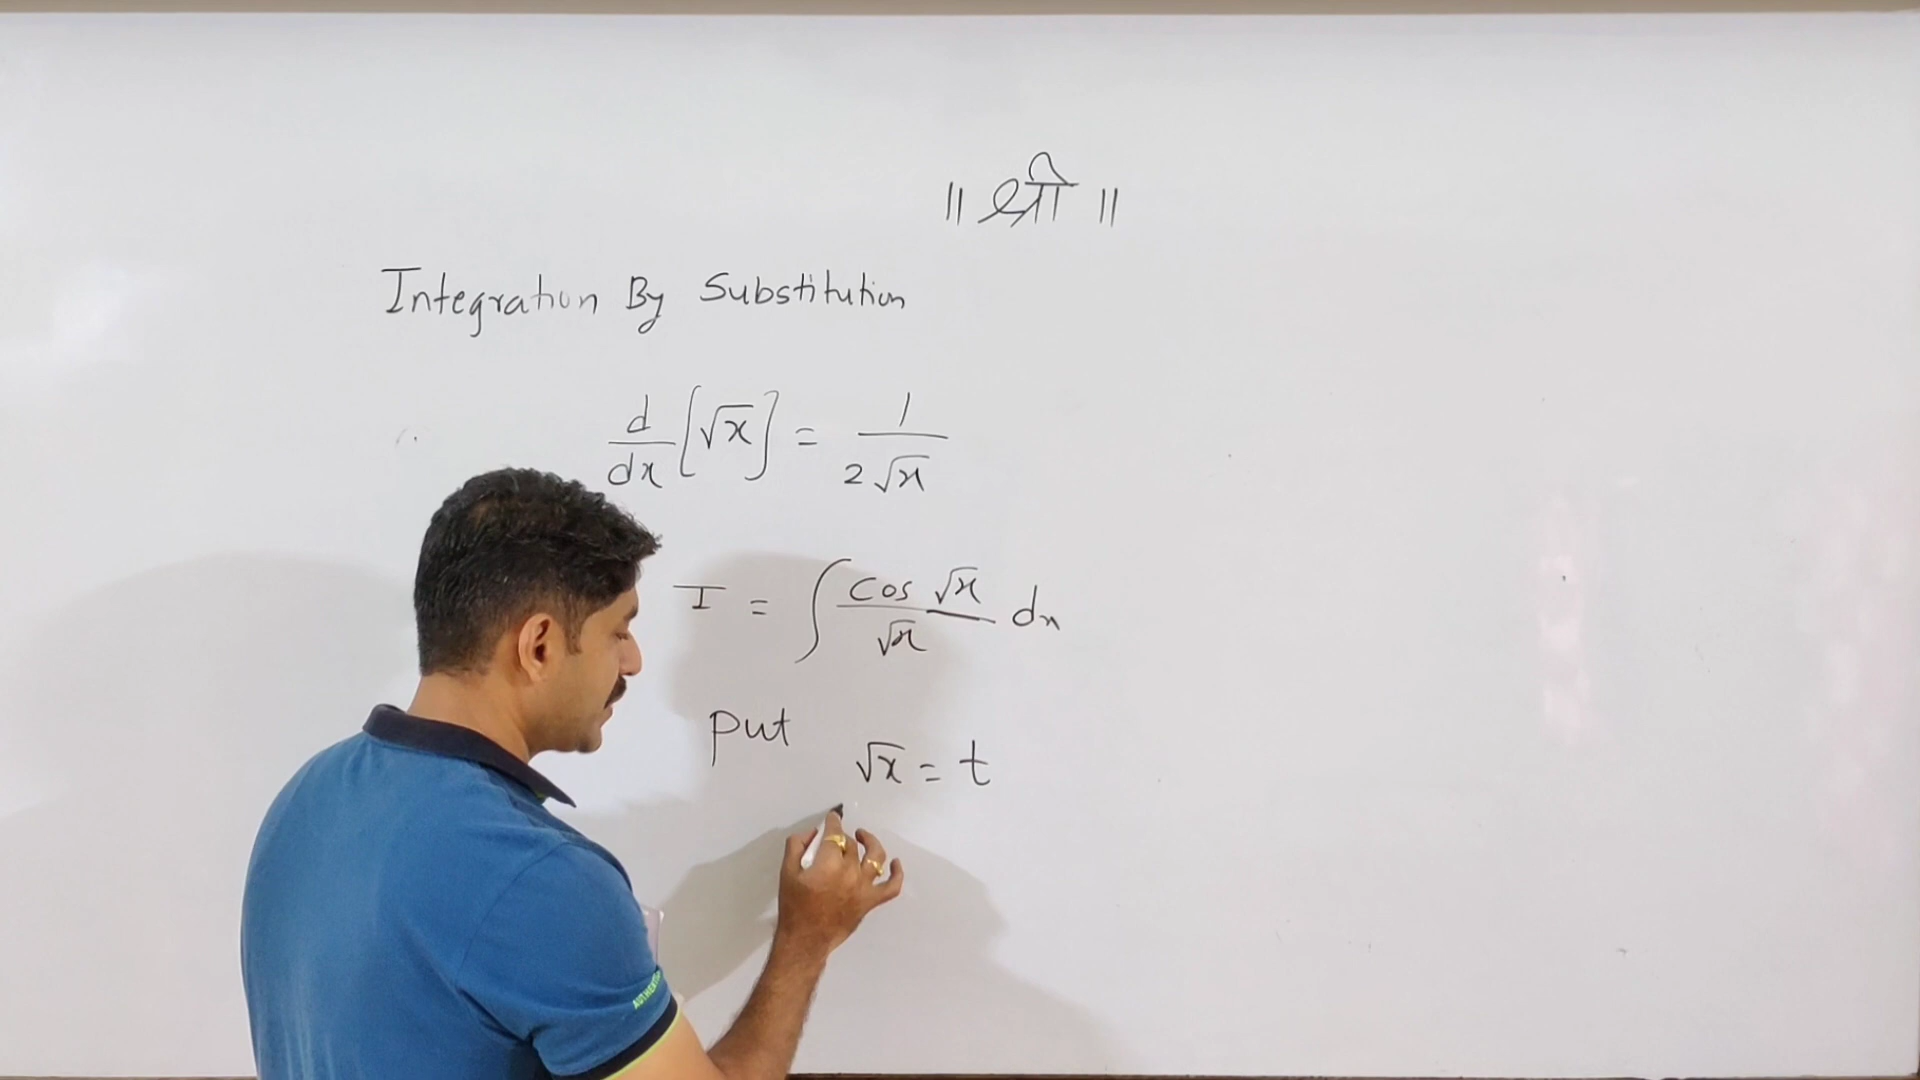 ॥ श्री ॥
Integration By Substitution
d/dx [√x] = 1/(2√x)
I = ∫ cos √x / √x dx
put
√x = t